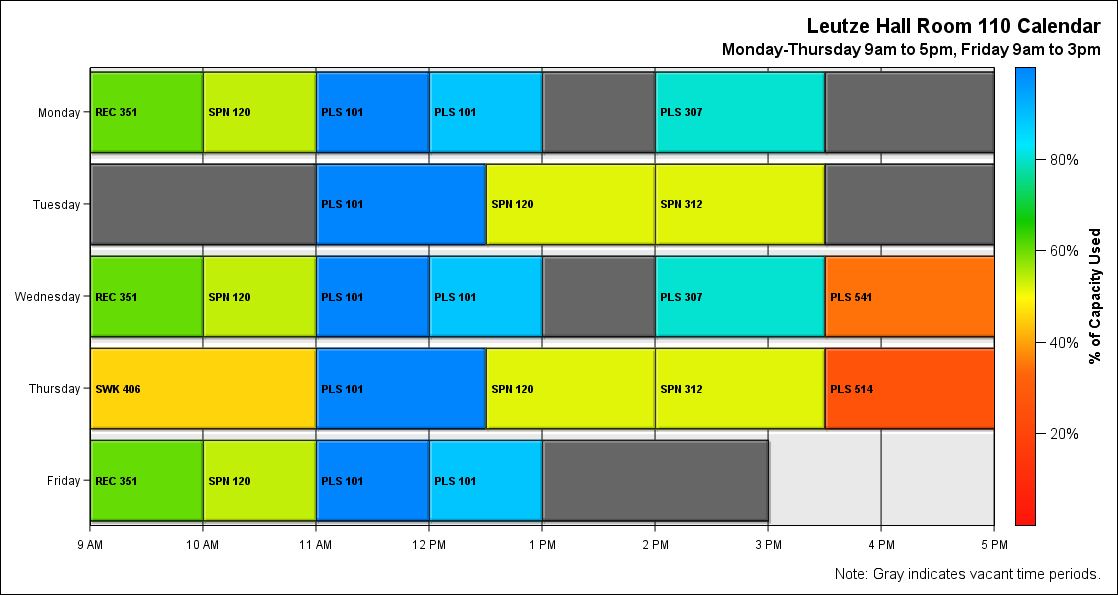 Leutze Hall Room 110 Calendar
Monday-Thursday 9am to 5pm, Friday 9am to 3pm
Monday
REC 351
SPN 120
PLS 101
PLS 101
PLS 307
Tuesday
PLS 101
SPN 120
SPN 312
Wednesday
REC 351
SPN 120
PLS 101
PLS 101
PLS 307
PLS 541
Thursday
SWK 406
PLS 101
SPN 120
SPN 312
PLS 514
Friday
REC 351
SPN 120
PLS 101
PLS 101
9 AM
10 AM
11 AM
12 PM
1 PM
2 PM
3 PM
4 PM
5 PM
80%
60%
40%
20%
% of Capacity Used
Note: Gray indicates vacant time periods.